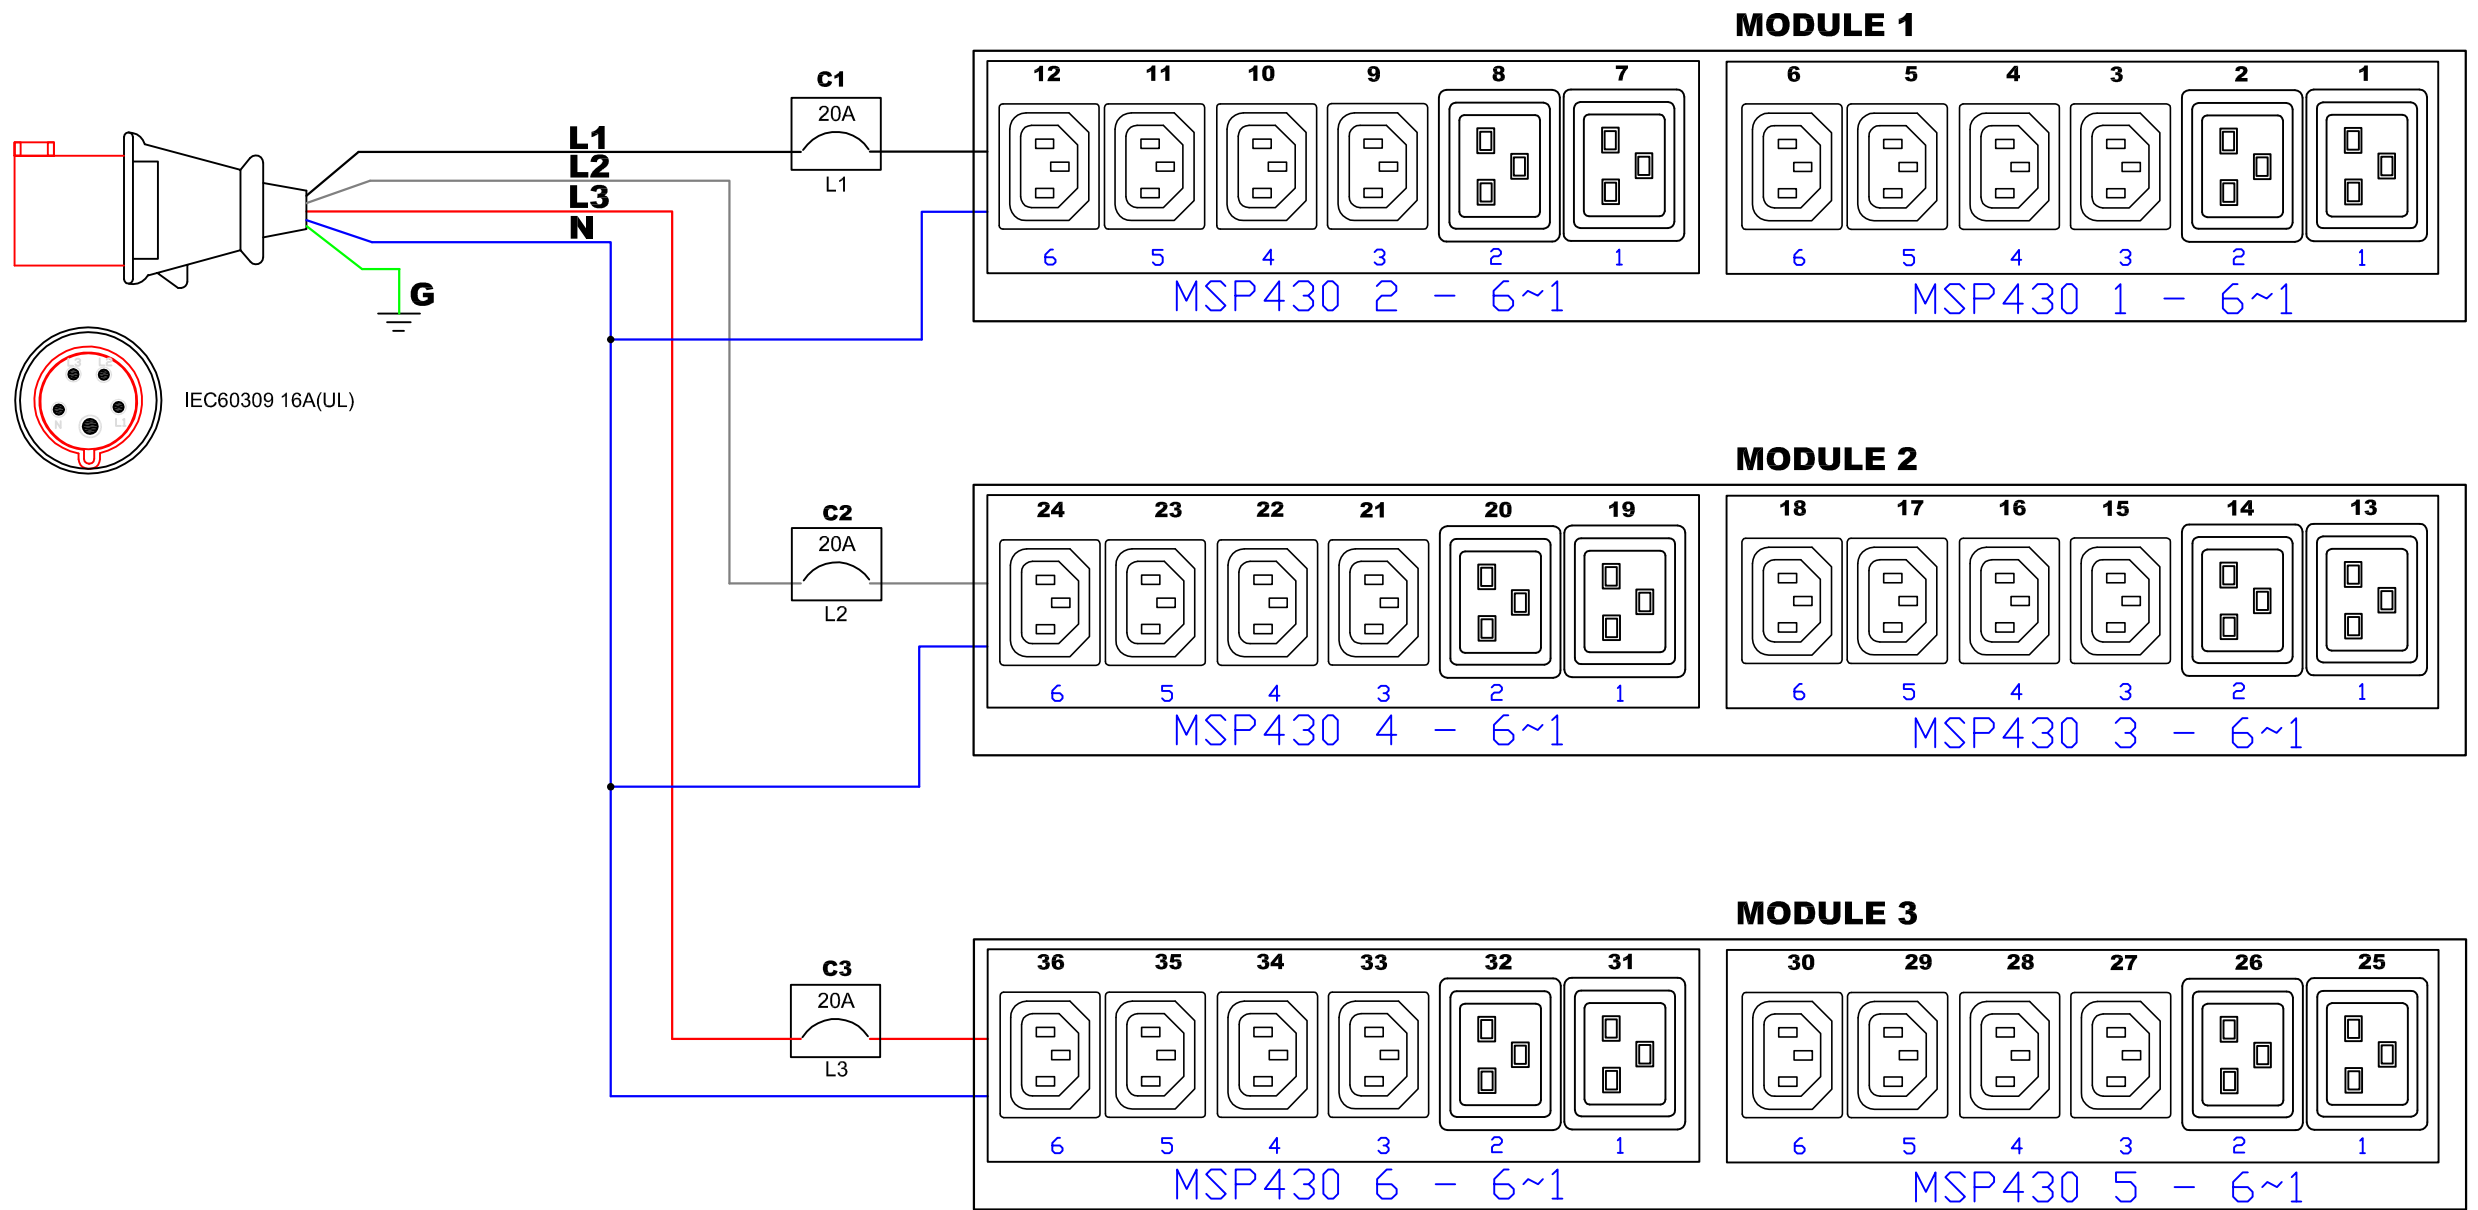 MODULE 1
12 11 10 9 8 7 6 5 4 3 2 1
C1
20A
L1
L1
L2
L3
N
G
6 5 4 3 2 1 6 5 4 3 2 1
MSP430 2 - 6~1 MSP430 1 - 6~1
L3 L2
N L1
IEC60309 16A(UL)
MODULE 2
24 23 22 21 20 19 18 17 16 15 14 13
C2
20A
L2
6 5 4 3 2 1 6 5 4 3 2 1
MSP430 4 - 6~1 MSP430 3 - 6~1
MODULE 3
36 35 34 33 32 31 30 29 28 27 26 25
C3
20A
L3
6 5 4 3 2 1 6 5 4 3 2 1
MSP430 6 - 6~1 MSP430 5 - 6~1